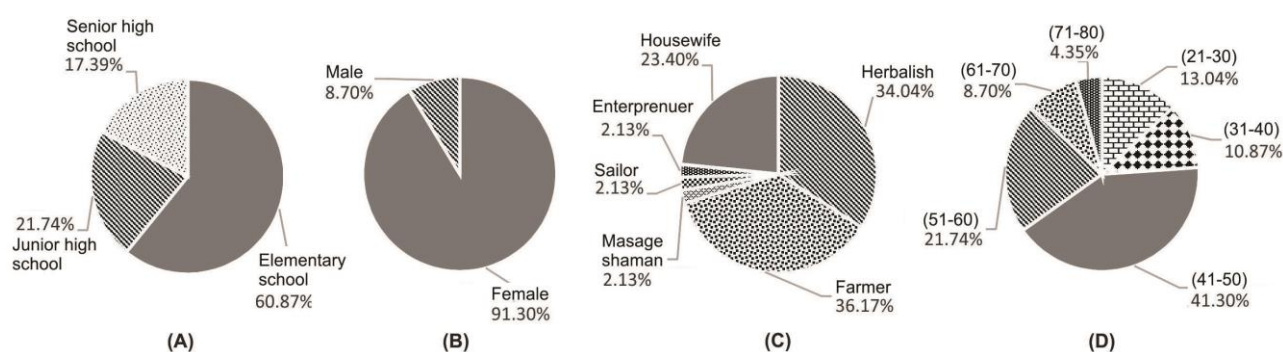 Senior high
school
17.39%
21.74%
Junior high
school
Elementary
school
60.87%
(A)
Male
8.70%
Female
91.30%
(B)
Housewife
23.40%
Enterprenuer
2.13%
Sailor
2.13%
Masage
shaman
2.13%
Herbalish
34.04%
Farmer
36.17%
(C)
(71-80)
4.35%
(61-70)
8.70%
(51-60)
21.74%
(21-30)
13.04%
(31-40)
10.87%
(41-50)
41.30%
(D)